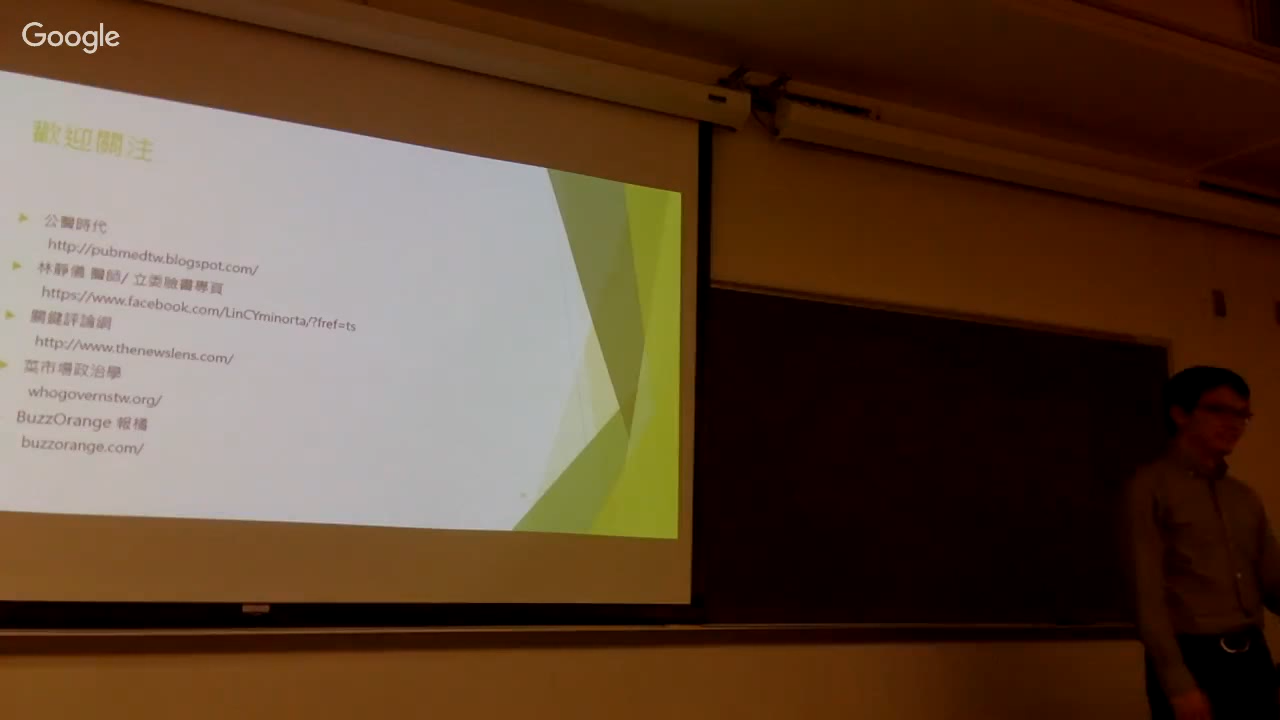 Google
歡迎關注
公醫時代
http://pubmedtw.blogspot.com/
林靜儀 醫師/ 立委臉書專頁
https://www.facebook.com/LinCYminorta/?fref=ts
關鍵評論網
http://www.thenewslens.com/
菜市場政治學
whogovernstw.org/
BuzzOrange 報橘
buzzorange.com/